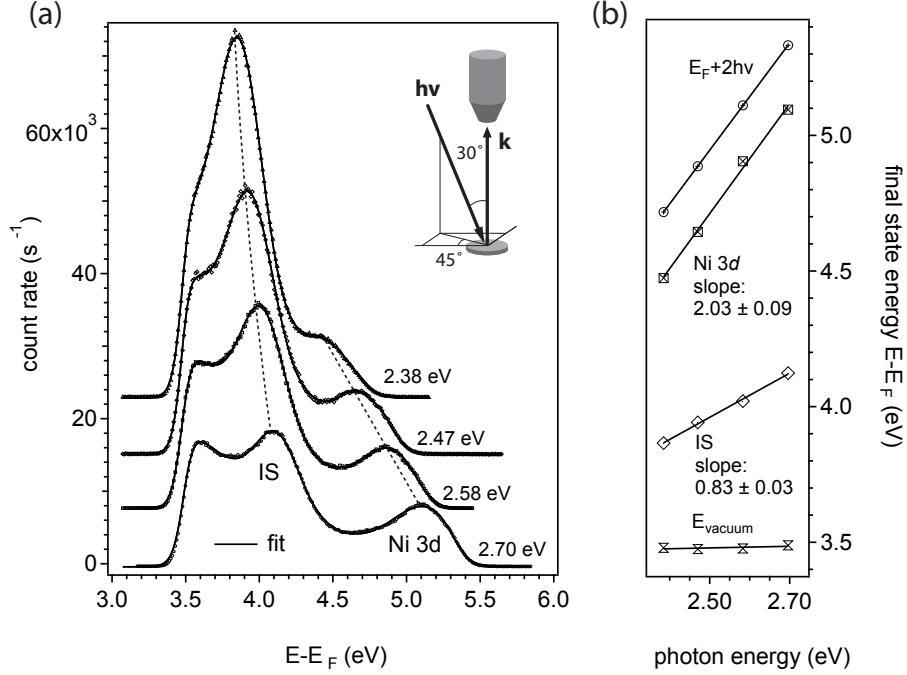 (a)
60x10³
40
20
0
count rate (s⁻¹)
3.0 3.5 4.0 4.5 5.0 5.5 6.0
E-E F (eV)
hν
30°
k
45°
2.38 eV
2.47 eV
2.58 eV
2.70 eV
IS
Ni 3d
fit
(b)
E_F+2hν
Ni 3d
slope:
2.03 ± 0.09
IS
slope:
0.83 ± 0.03
E_vacuum
5.0
4.5
4.0
3.5
final state energy E-E_F
(eV)
2.50 2.70
photon energy (eV)